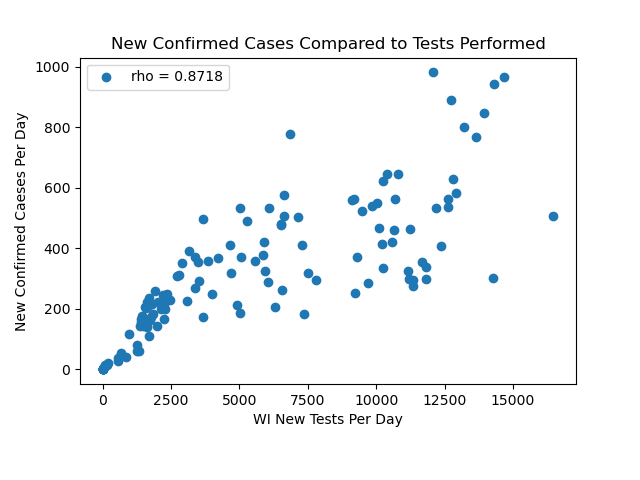 New Confirmed Cases Compared to Tests Performed
rho = 0.8718
New Confirmed Caeses Per Day
1000
800
600
400
200
0
0 2500 5000 7500 10000 12500 15000
WI New Tests Per Day